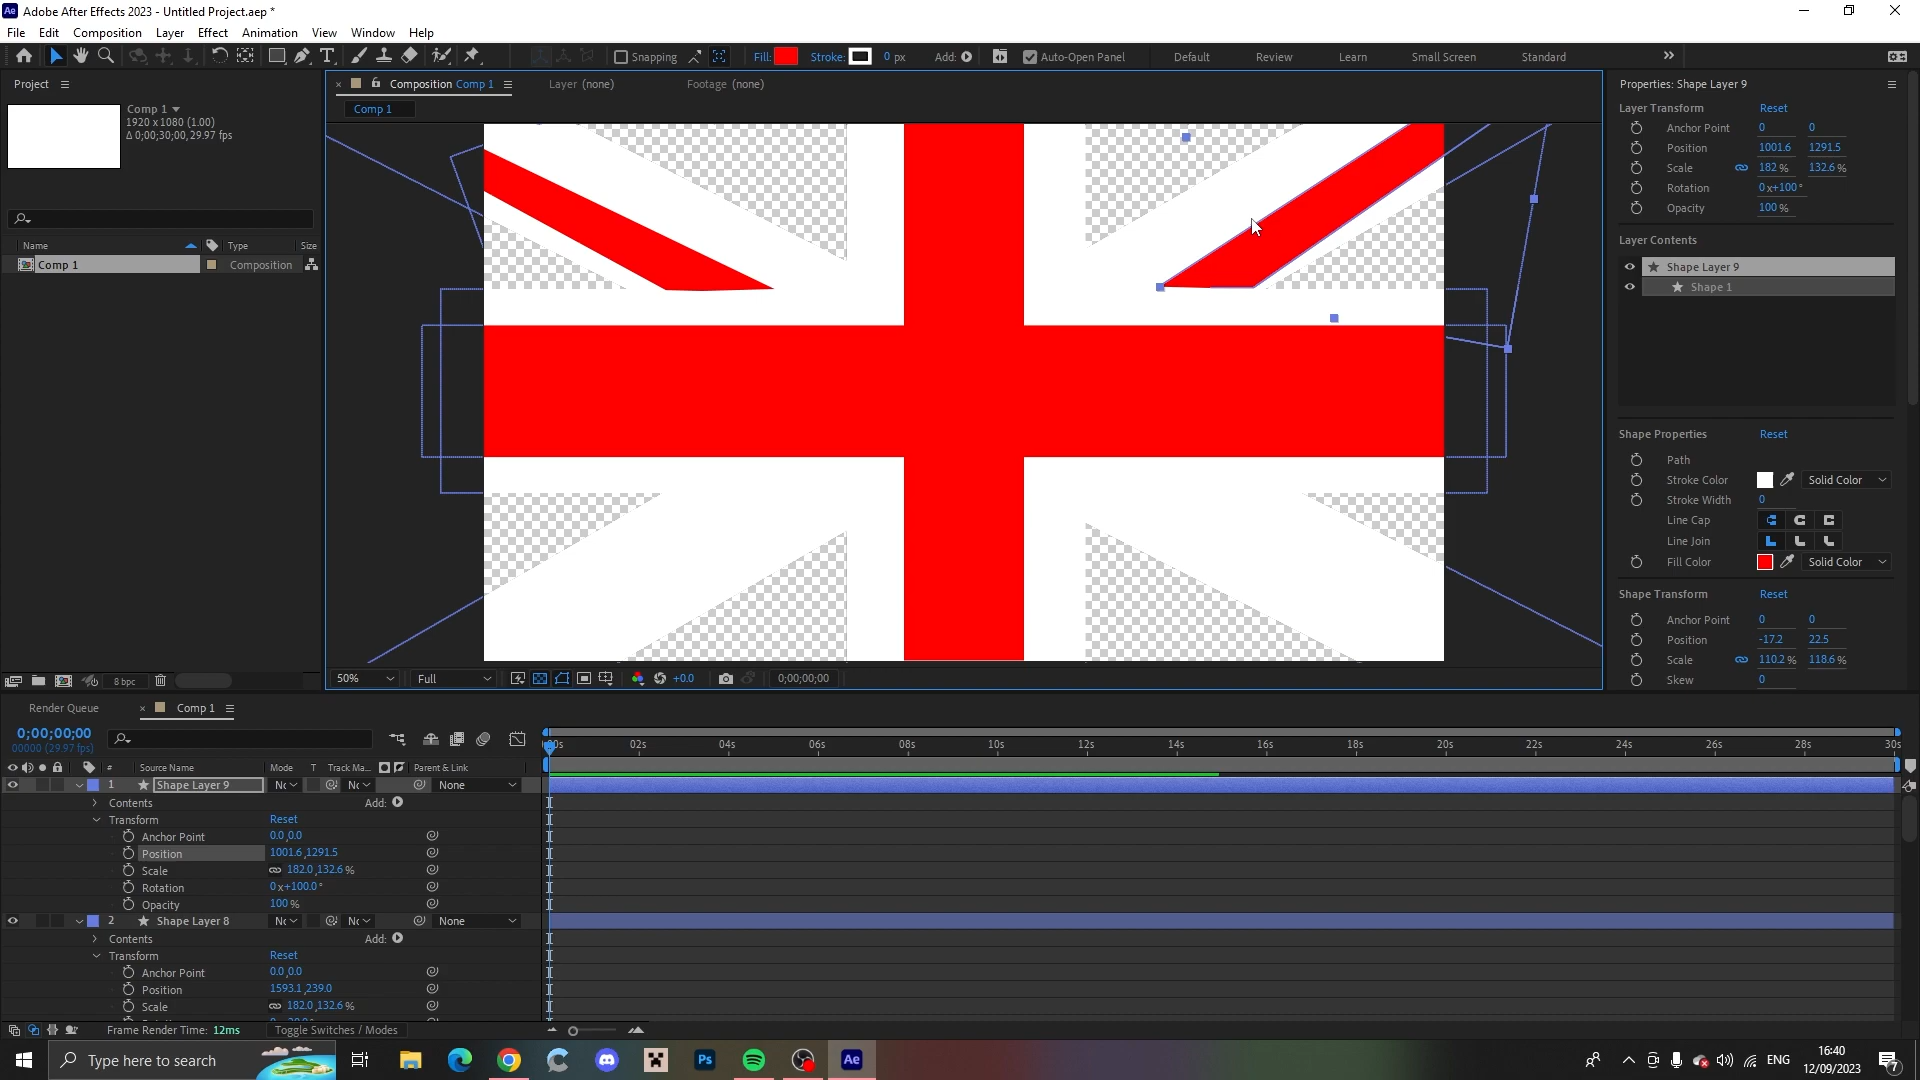 Adobe After Effects 2023 - Untitled Project.aep *
File Edit Composition Layer Effect Animation View Window Help
Snapping Fill: Stroke: 0 px Add: Auto-Open Panel Default Review Learn Small Screen Standard
Project
Comp 1
1920 x 1080 (1.00)
Δ 0;00;30;00, 29.97 fps)
Name Type Size
Comp 1 Composition
8 bpc
Composition Comp 1 Layer (none) Footage (none)
Comp 1
50% Full +0.0 0;00;00;00
Properties: Shape Layer 9
Layer Transform Reset
Anchor Point 0 0
Position 1001.6 1291.5
Scale 182 % 132.6 %
Rotation 0 x+100 °
Opacity 100 %
Layer Contents
Shape Layer 9
Shape 1
Shape Properties Reset
Path
Stroke Color Solid Color
Stroke Width 0
Line Cap
Line Join
Fill Color Solid Color
Shape Transform Reset
Anchor Point 0 0
Position -17.2 22.5
Scale 110.2 % 118.6 %
Skew 0
Render Queue Comp 1
0;00;00;00
00000 (29.97 fps)
# Source Name Mode T Track Ma... Parent & Link
02s 04s 06s 08s 10s 12s 14s 16s 18s 20s 22s 24s 26s 28s 30s
1 Shape Layer 9 None
Contents Add:
Transform Reset
Anchor Point 0.0,0.0
Position 1001.6,1291.5
Scale 182.0,132.6 %
Rotation 0 x+100.0 °
Opacity 100 %
2 Shape Layer 8 None
Contents Add:
Transform Reset
Anchor Point 0.0,0.0
Position 1593.1,239.0
Scale 182.0,132.6 %
Frame Render Time: 12ms Toggle Switches / Modes
Type here to search
ENG
16:40
12/09/2023
7